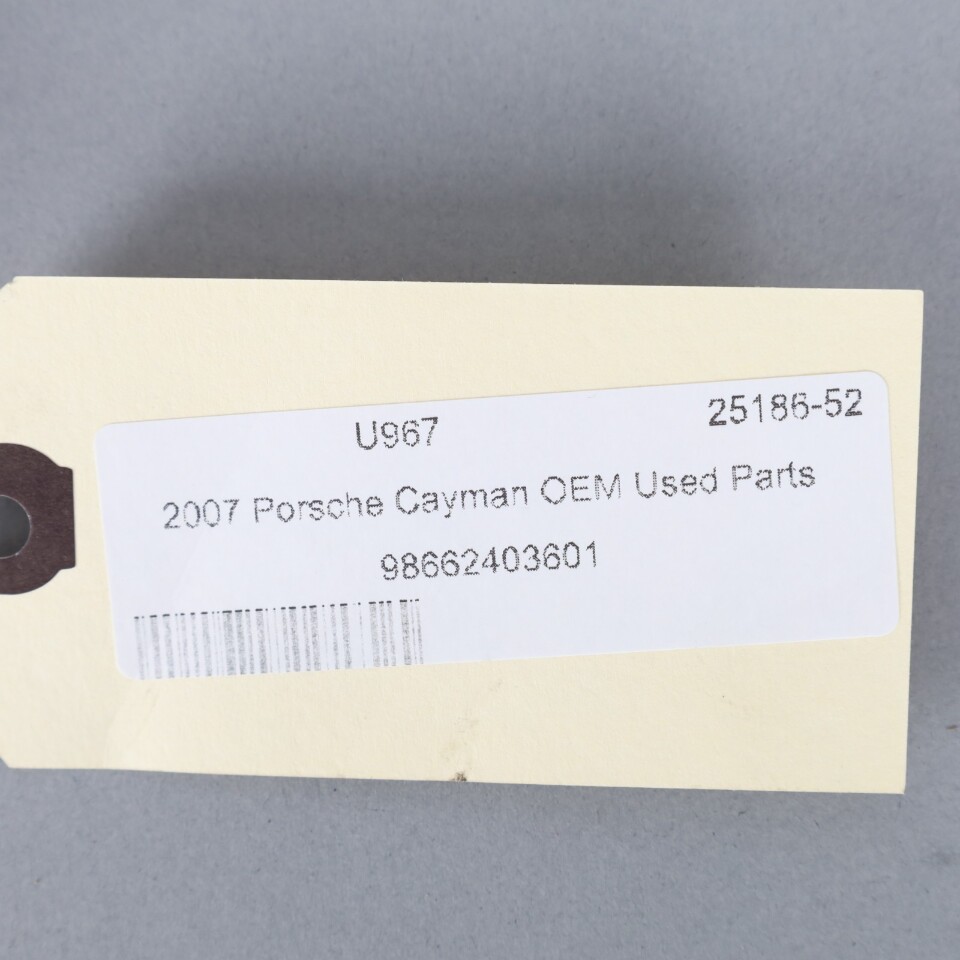 U967 25186-52
2007 Porsche Cayman OEM Used Parts
98662403601